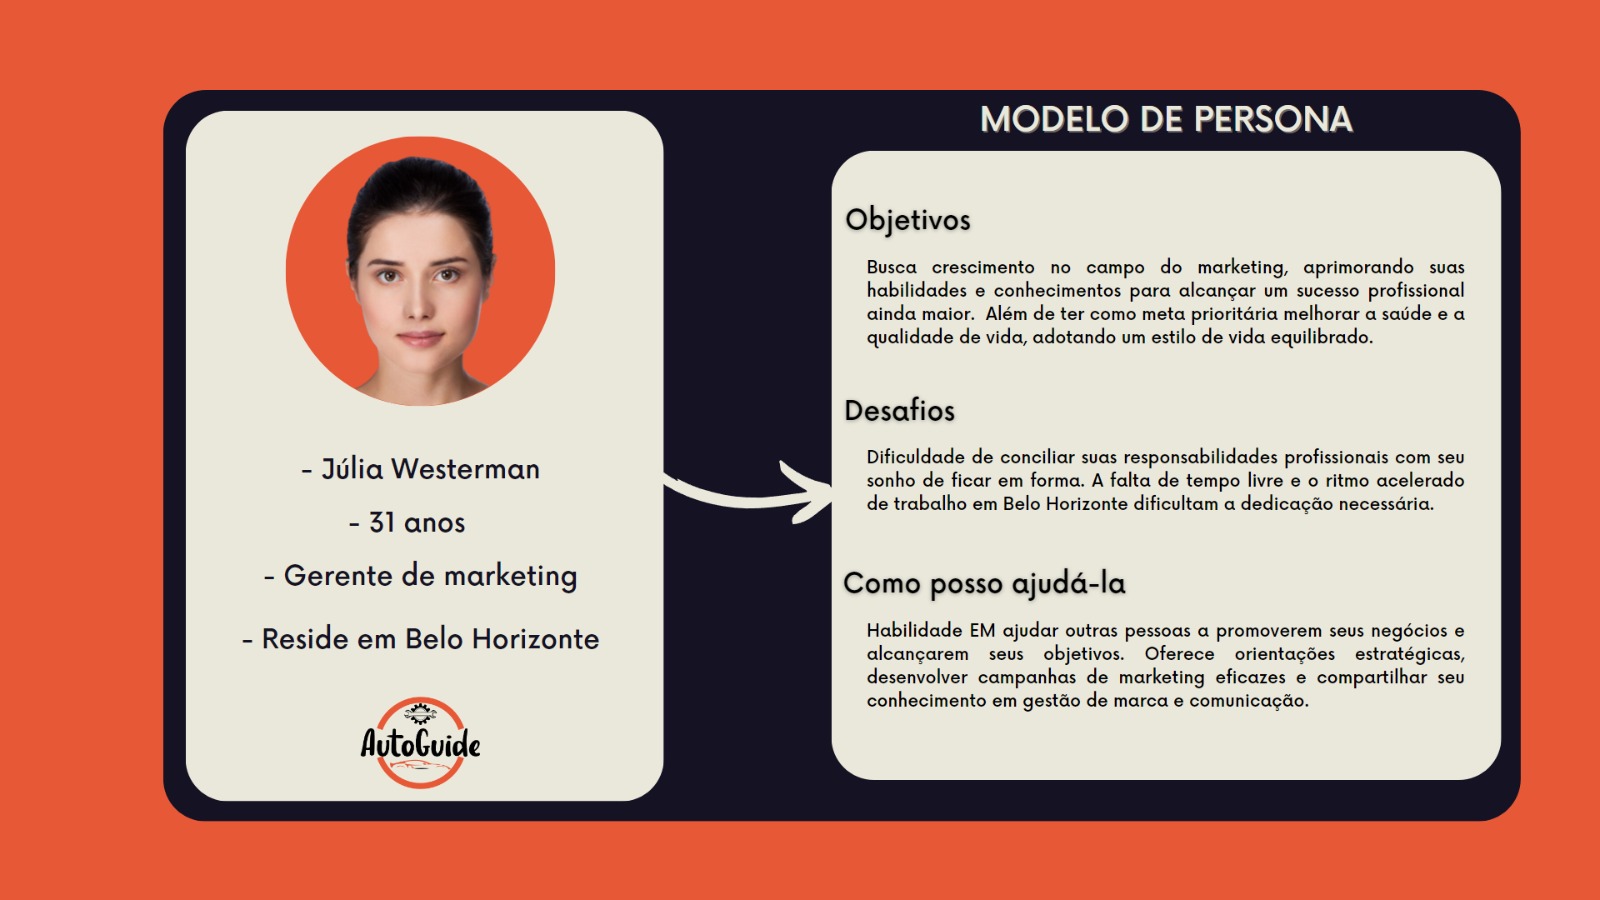 MODELO DE PERSONA
- Júlia Westerman
- 31 anos
- Gerente de marketing
- Reside em Belo Horizonte
AutoGuide
Objetivos
Busca crescimento no campo do marketing, aprimorando suas
habilidades e conhecimentos para alcançar um sucesso profissional
ainda maior. Além de ter como meta prioritária melhorar a saúde e a
qualidade de vida, adotando um estilo de vida equilibrado.
Desafios
Dificuldade de conciliar suas responsabilidades profissionais com seu
sonho de ficar em forma. A falta de tempo livre e o ritmo acelerado
de trabalho em Belo Horizonte dificultam a dedicação necessária.
Como posso ajudá-la
Habilidade EM ajudar outras pessoas a promoverem seus negócios e
alcançarem seus objetivos. Oferece orientações estratégicas,
desenvolver campanhas de marketing eficazes e compartilhar seu
conhecimento em gestão de marca e comunicação.